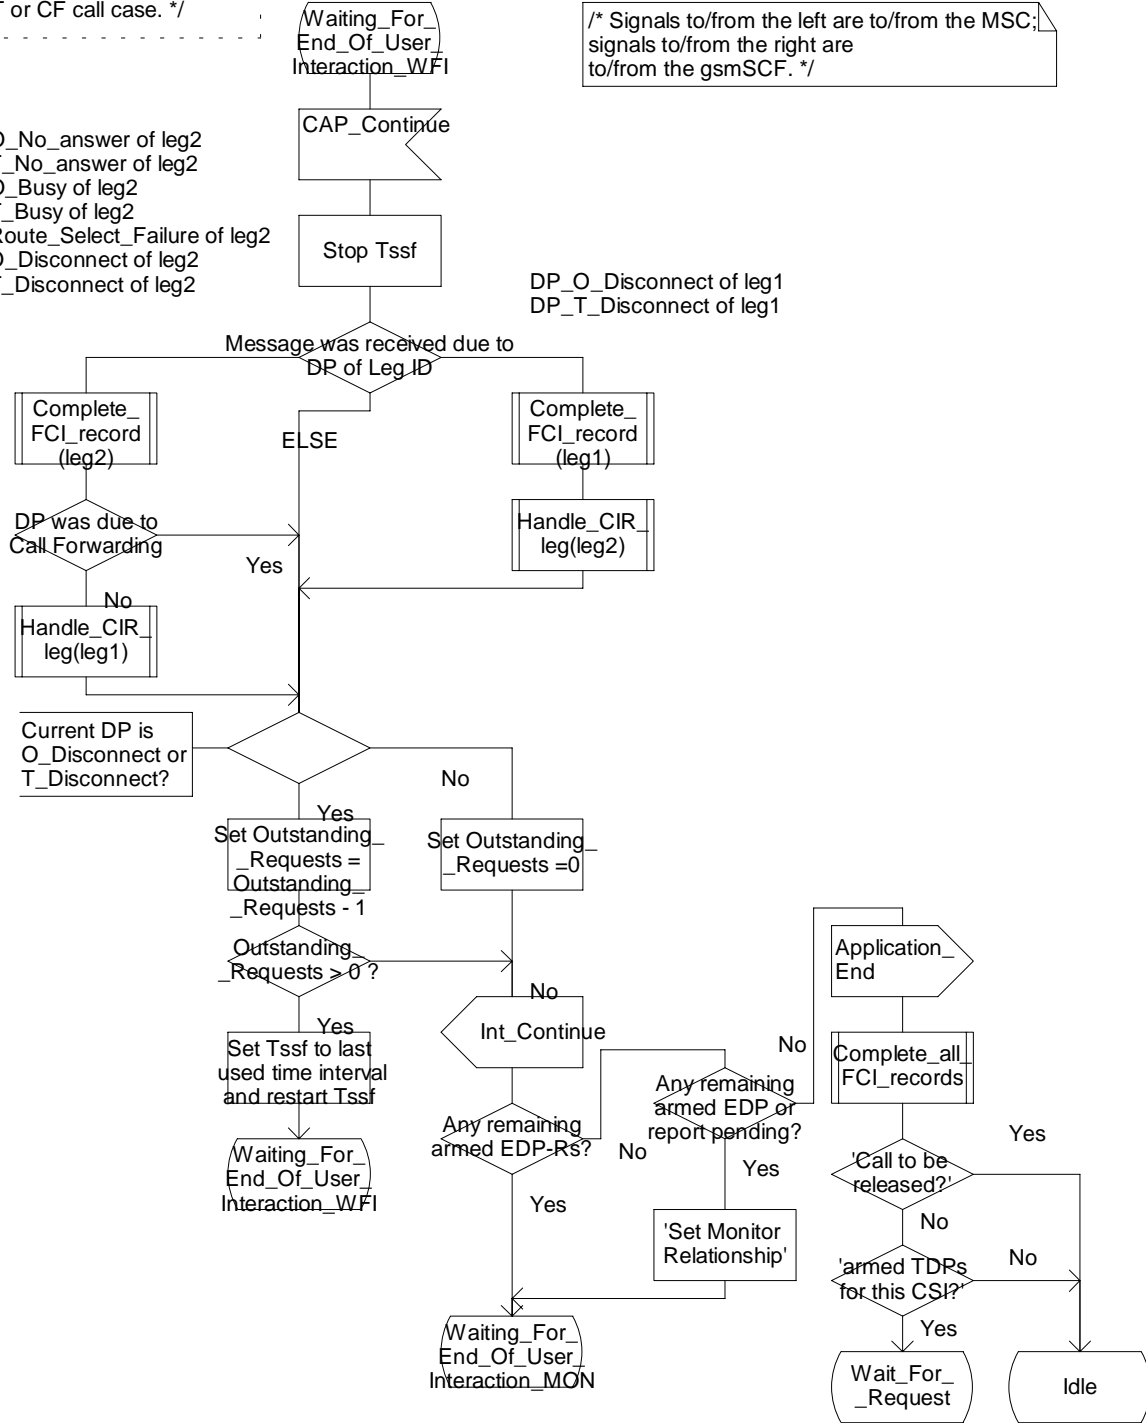 or CF call case. */
Waiting_For_
End_Of_User_
Interaction_WFI
/* Signals to/from the left are to/from the MSC;
signals to/from the right are
to/from the gsmSCF. */
CAP_Continue
_No_answer of leg2
_No_answer of leg2
_Busy of leg2
_Busy of leg2
Route_Select_Failure of leg2
_Disconnect of leg2
_Disconnect of leg2
Stop Tssf
DP_O_Disconnect of leg1
DP_T_Disconnect of leg1
Message was received due to
DP of Leg ID
Complete_
FCI_record
(leg2)
ELSE
Complete_
FCI_record
(leg1)
DP was due to
Call Forwarding
Yes
Handle_CIR_
leg(leg2)
No
Handle_CIR_
leg(leg1)
Current DP is
O_Disconnect or
T_Disconnect?
No
Yes
Set Outstanding_
_Requests =
Outstanding_
_Requests - 1
Set Outstanding_
_Requests =0
Outstanding_
_Requests > 0 ?
No
Yes
Application_
End
Int_Continue
Set Tssf to last
used time interval
and restart Tssf
No
Complete_all_
FCI_records
Any remaining
armed EDP or
report pending?
Any remaining
armed EDP-Rs?
No
Yes
Yes
Waiting_For_
End_Of_User_
Interaction_WFI
Yes
'Call to be
released?'
No
'Set Monitor
Relationship'
'armed TDPs
for this CSI?'
No
Yes
Waiting_For_
End_Of_User_
Interaction_MON
Wait_For_
_Request
Idle